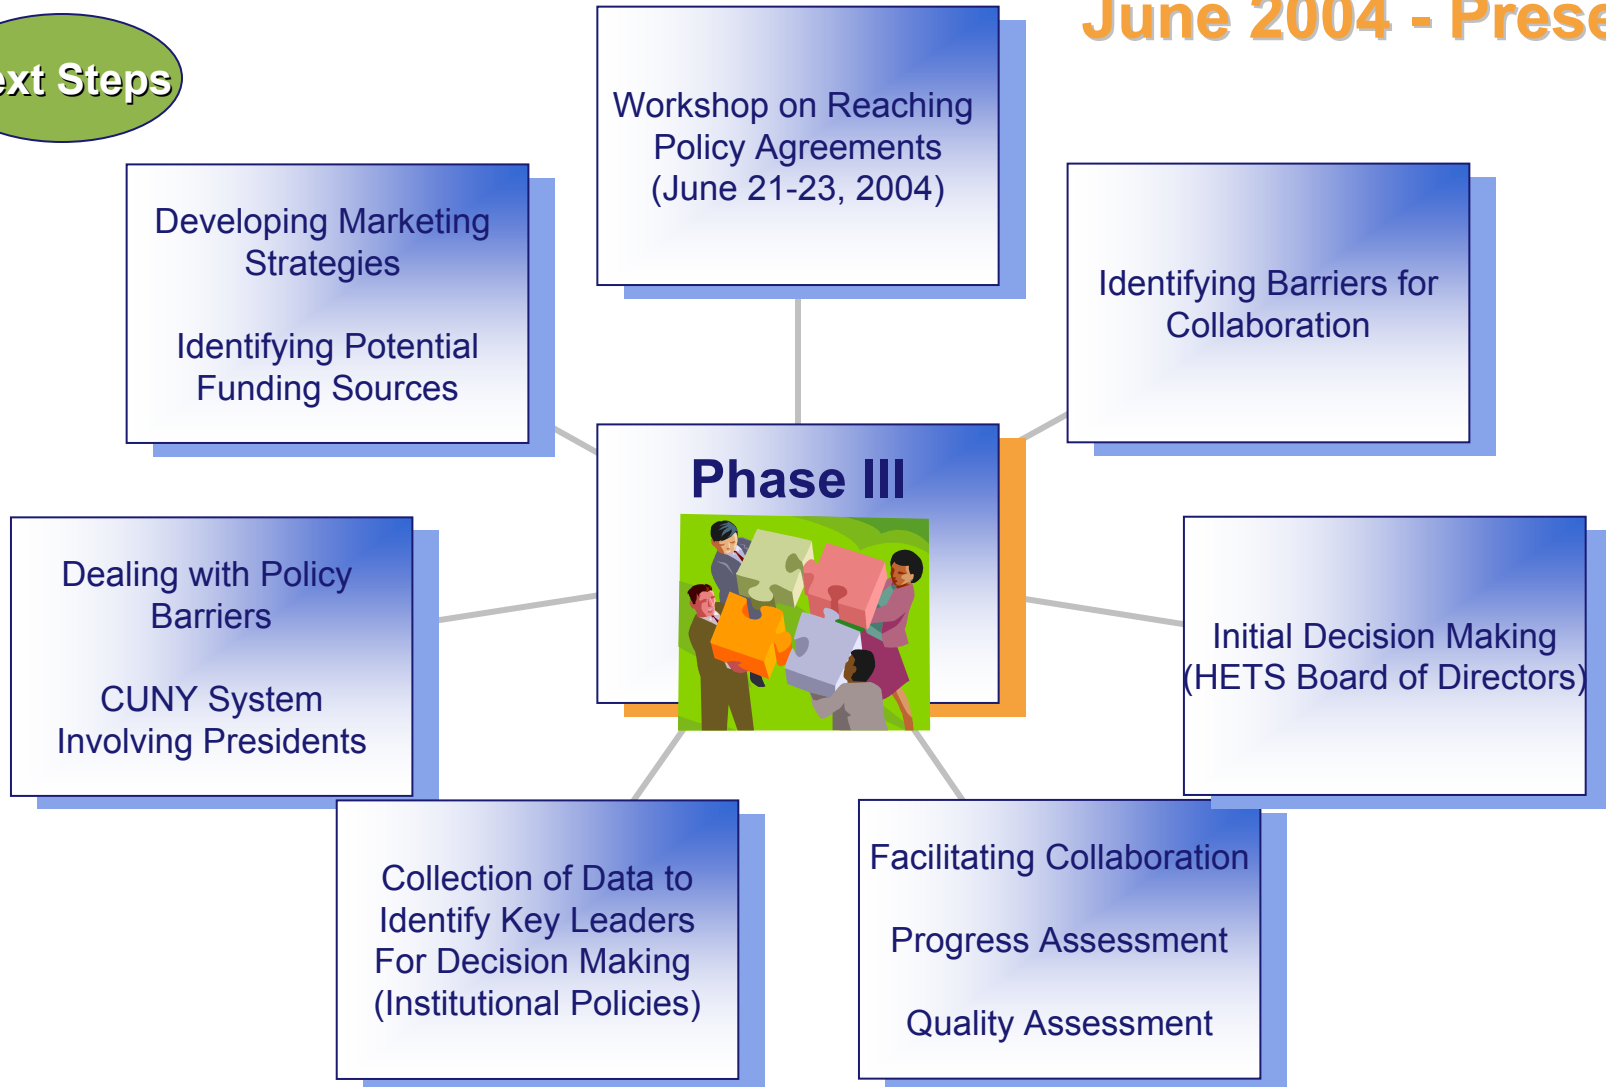 June 2004 - Prese
ext Steps
Workshop on Reaching
Policy Agreements
(June 21-23, 2004)
Developing Marketing
Strategies
Identifying Potential
Funding Sources
Identifying Barriers for
Collaboration
Phase III
Dealing with Policy
Barriers
CUNY System
Involving Presidents
Initial Decision Making
(HETS Board of Directors)
Collection of Data to
Identify Key Leaders
For Decision Making
(Institutional Policies)
Facilitating Collaboration
Progress Assessment
Quality Assessment